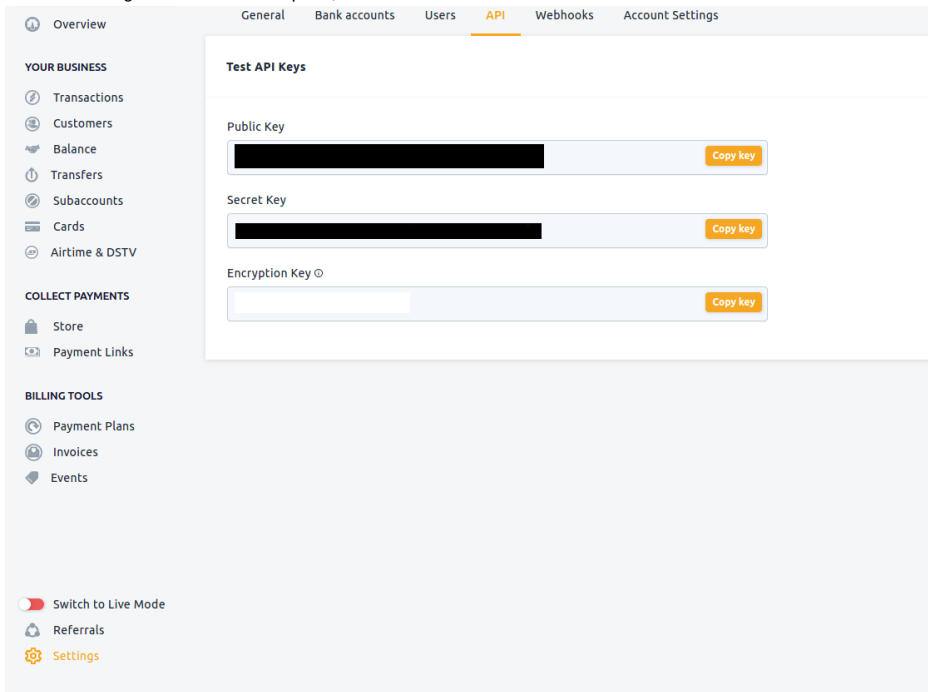 General Bank accounts Users API Webhooks Account Settings
Overview
YOUR BUSINESS
Transactions
Customers
Balance
Transfers
Subaccounts
Cards
Airtime & DSTV
COLLECT PAYMENTS
Store
Payment Links
BILLING TOOLS
Payment Plans
Invoices
Events
Switch to Live Mode
Referrals
Settings
Test API Keys
Public Key
Copy key
Secret Key
Copy key
Encryption Key
Copy key